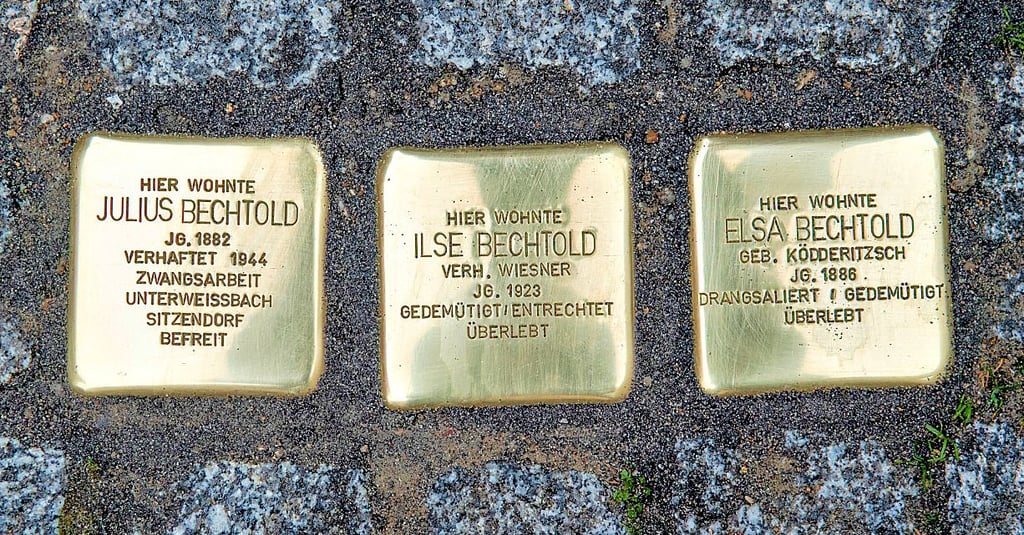 HIER WOHNTE
JULIUS BECHTOLD
JG. 1882
VERHAFTET 1944
ZWANGSARBEIT
UNTERWEISSBACH
SITZENDORF
BEFREIT
HIER WOHNTE
ILSE BECHTOLD
VERH. WIESNER
JG. 1923
GEDEMÜTIGT/ENTRECHTET
ÜBERLEBT
HIER WOHNTE
ELSA BECHTOLD
GEB. KÖDDERITZSCH
JG. 1886
DRANGSALIERT / GEDEMÜTIGT
ÜBERLEBT